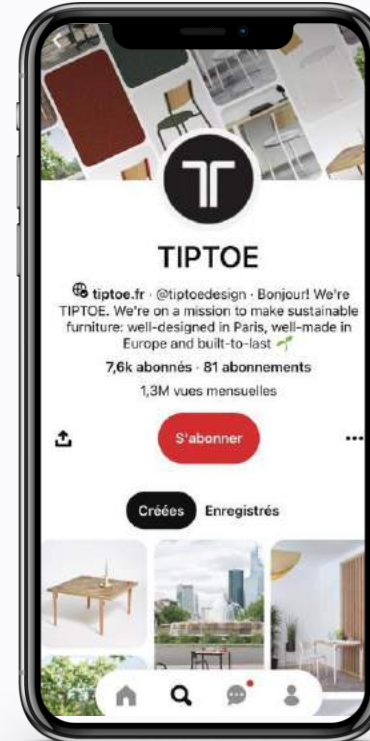 TIPTOE
tiptoe.fr · @tiptoedesign · Bonjour! We're
TIPTOE. We're on a mission to make sustainable
furniture: well-designed in Paris, well-made in
Europe and built-to-last 🌱
7,6k abonnés · 81 abonnements
1,3M vues mensuelles
S'abonner
Créées Enregistrés